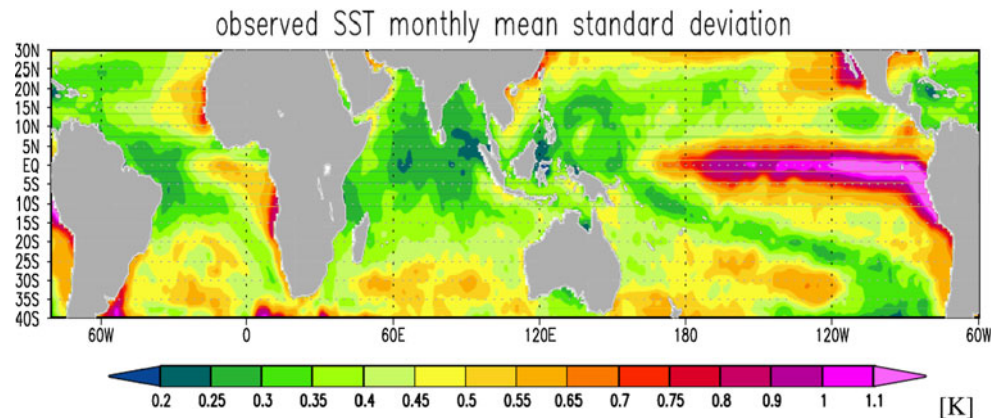 observed SST monthly mean standard deviation
30N
25N
20N
15N
10N
5N
EQ
5S
10S
15S
20S
25S
30S
35S
40S
60W 0 60E 120E 180 120W 60W
0.2 0.25 0.3 0.35 0.4 0.45 0.5 0.55 0.65 0.7 0.75 0.8 0.9 1 1.1 [K]